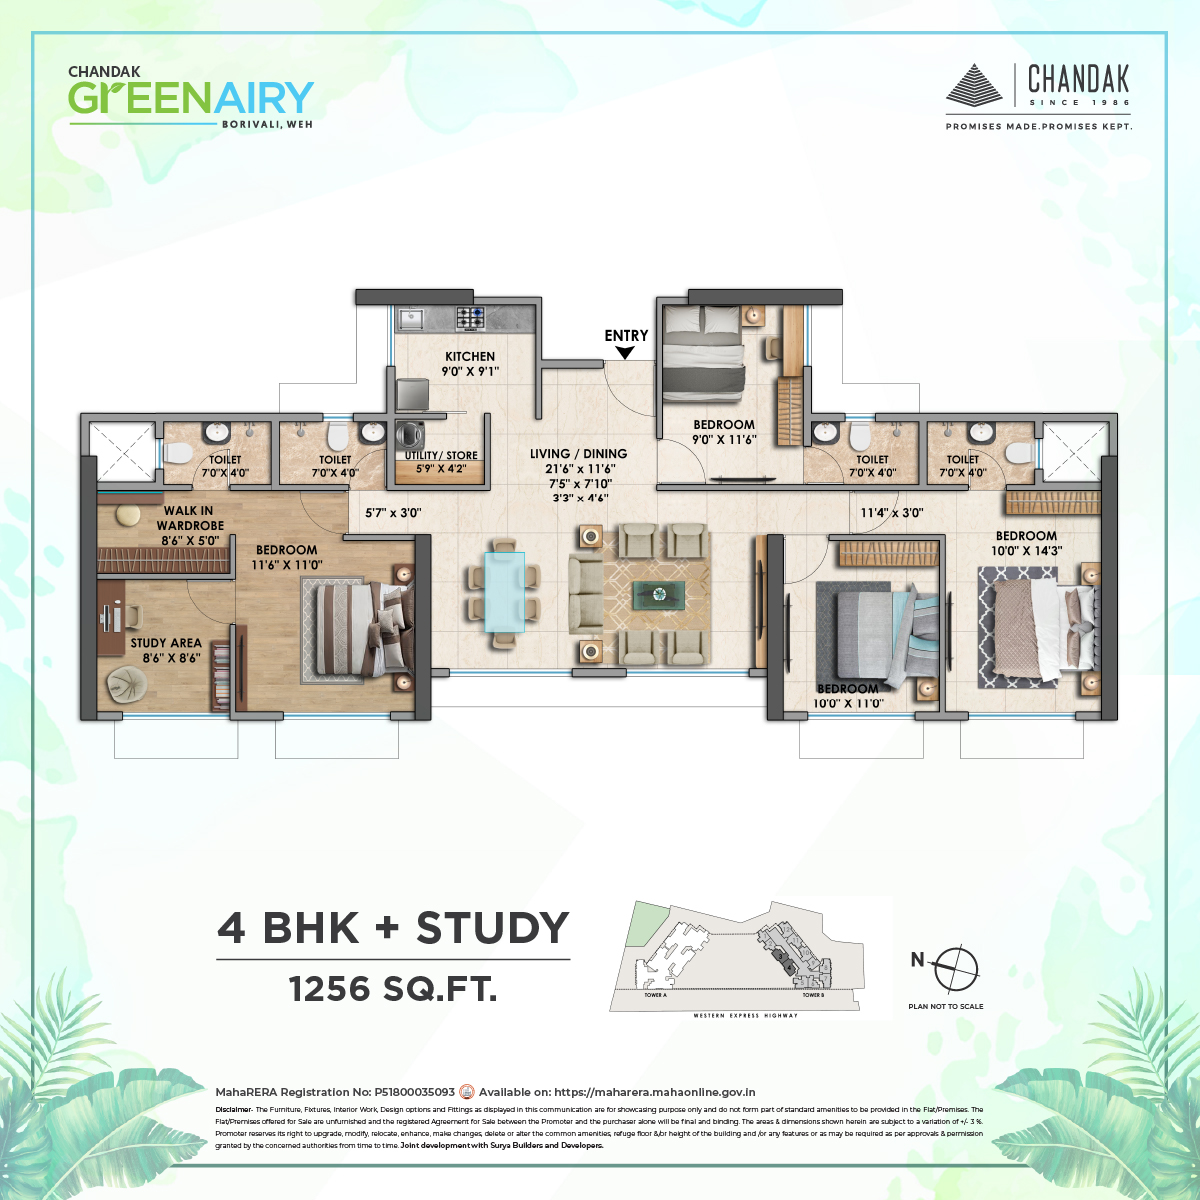 CHANDAK
GrEENAIRY
BORIVALI, WEH
CHANDAK
SINCE 1986
PROMISES MADE.PROMISES KEPT.
ENTRY
KITCHEN
9'0" X 9'1"
BEDROOM
9'0" X 11'6"
UTILITY/ STORE
5'9" X 4'2"
LIVING / DINING
21'6" x 11'6"
7'5" x 7'10"
3'3" x 4'6"
TOILET
7'0"X 4'0"
TOILET
7'0"X 4'0"
TOILET
7'0"X 4'0"
TOILET
7'0"X 4'0"
WALK IN
WARDROBE
8'6" X 5'0"
5'7" x 3'0"
11'4" x 3'0"
BEDROOM
11'6" X 11'0"
BEDROOM
10'0" X 14'3"
STUDY AREA
8'6" X 8'6"
BEDROOM
10'0" X 11'0"
4 BHK + STUDY
1256 SQ.FT.
3
4
TOWER A
TOWER B
WESTERN EXPRESS HIGHWAY
N
PLAN NOT TO SCALE
MahaRERA Registration No: P51800035093 Available on: https://maharera.mahaonline.gov.in
Disclaimer- The Furniture, Fixtures, Interior Work, Design options and Fittings as displayed in this communication are for showcasing purpose only and do not form part of standard amenities to be provided in the Flat/Premises. The
Flat/Premises offered for Sale are unfurnished and the registered Agreement for Sale between the Promoter and the purchaser alone will be final and binding. The areas & dimensions shown herein are subject to a variation of +/- 3 %.
Promoter reserves its right to upgrade, modify, relocate, enhance, make changes, delete or alter the common amenities, refuge floor &/or height of the building and /or any features or as may be required as per approvals & permission
granted by the concerned authorities from time to time. Joint development with Surya Builders and Developers.